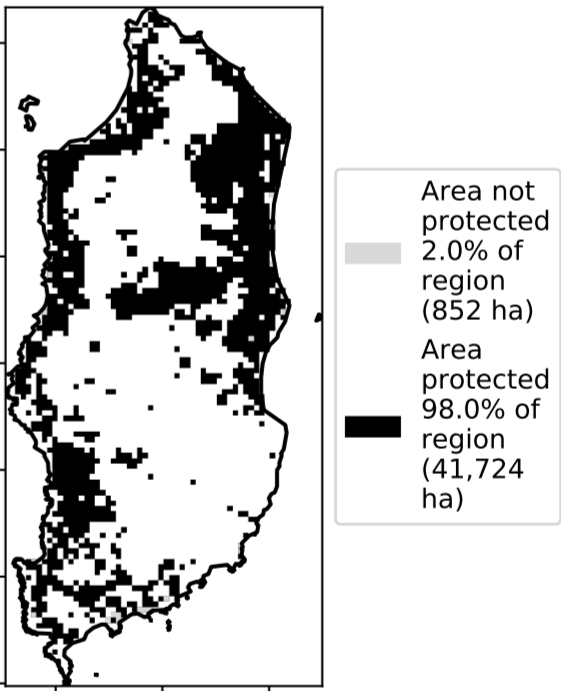 Area not
protected
2.0% of
region
(852 ha)
Area
protected
98.0% of
region
(41,724
ha)